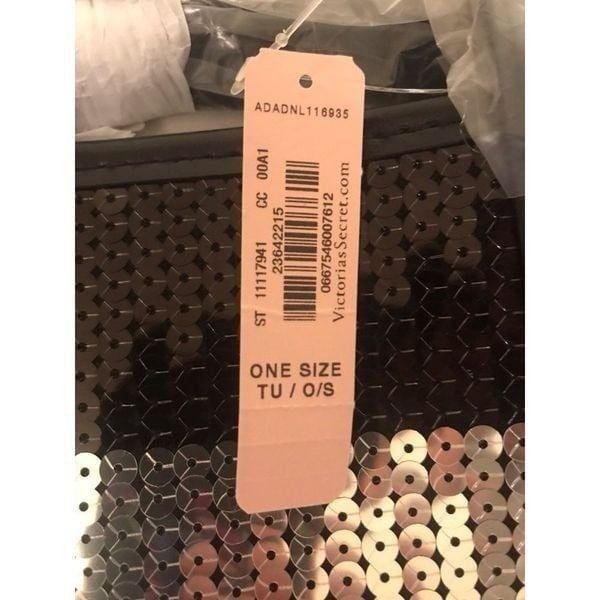 ADADNL116935
ST 11117941 CC 00A1
23642215
0667546007612
VictoriasSecret.com
ONE SIZE
TU / O/S